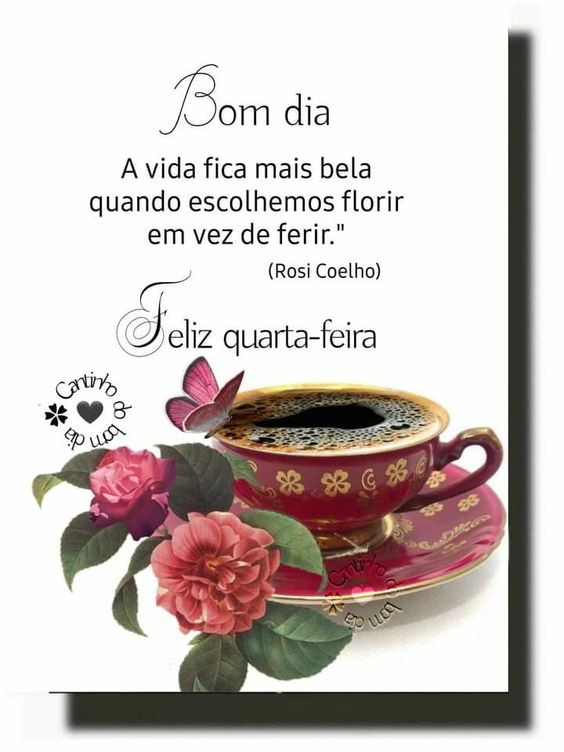 Bom dia
A vida fica mais bela
quando escolhemos florir
em vez de ferir."
(Rosi Coelho)
Feliz quarta-feira
Cantinho do bom dia
Cantinho do bom dia